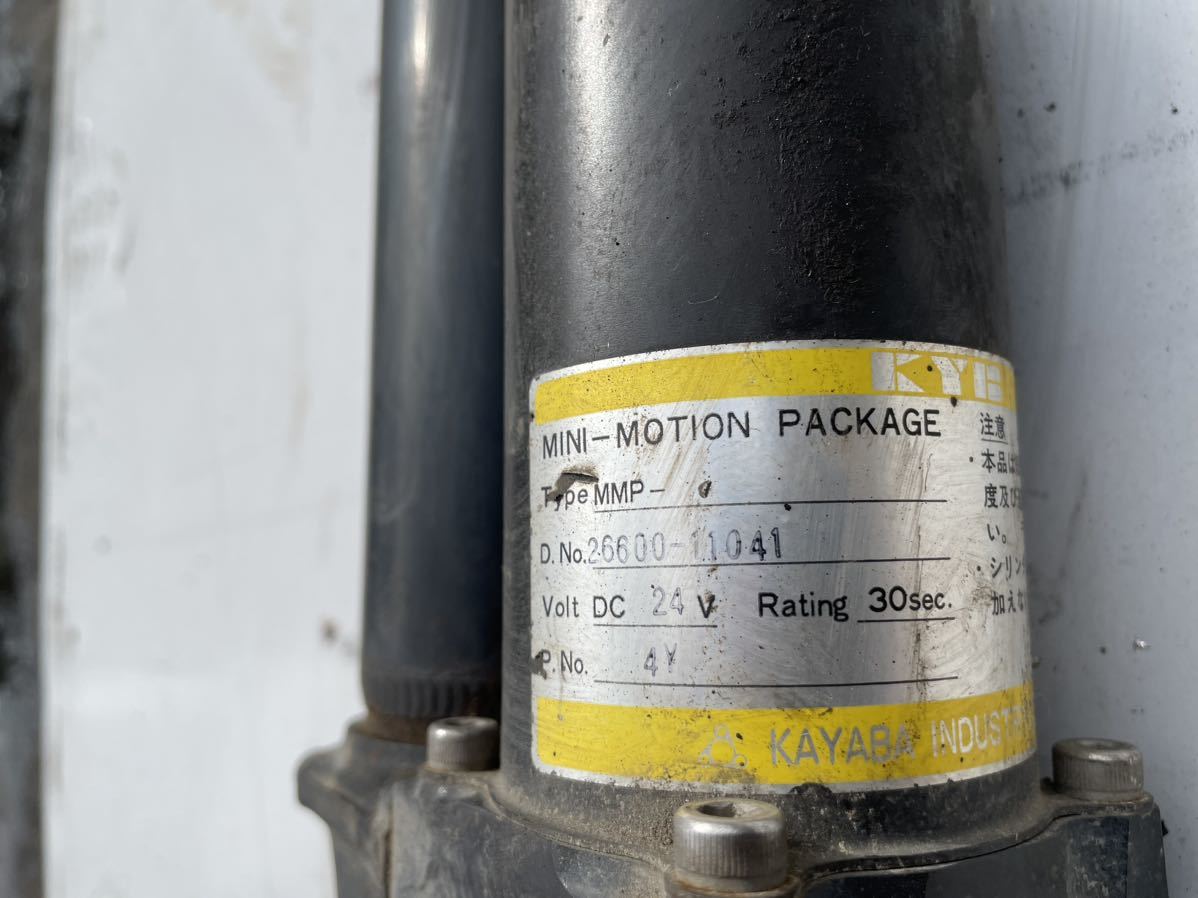 KYB
MINI-MOTION PACKAGE
Type MMP-
D. No. 26600-11041
Volt DC 24 V Rating 30sec.
P. No. 4Y
KAYABA INDUST
注意
・本品は
度及び
い。
・シリン
加えな